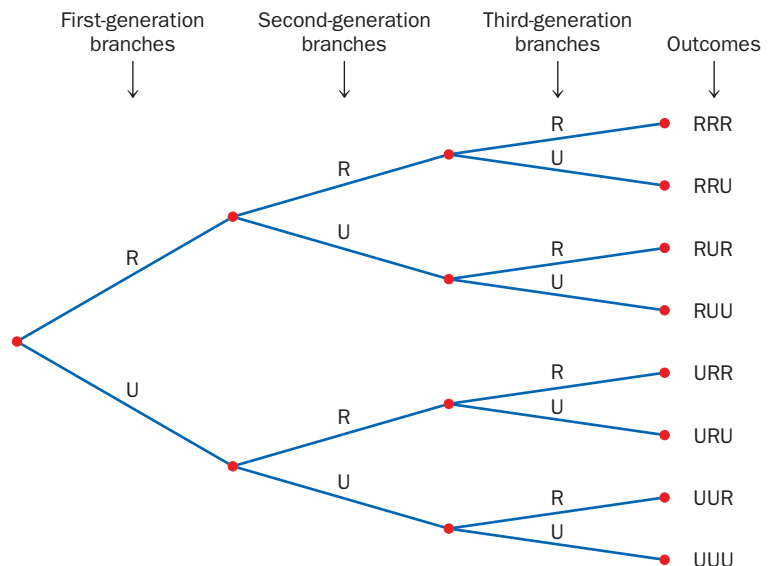 First-generation branches
Second-generation branches
Third-generation branches
Outcomes
R
RRR
R
U
RRU
R
U
R
RUR
U
RUU
U
R
R
URR
U
URU
U
R
UUR
U
UUU